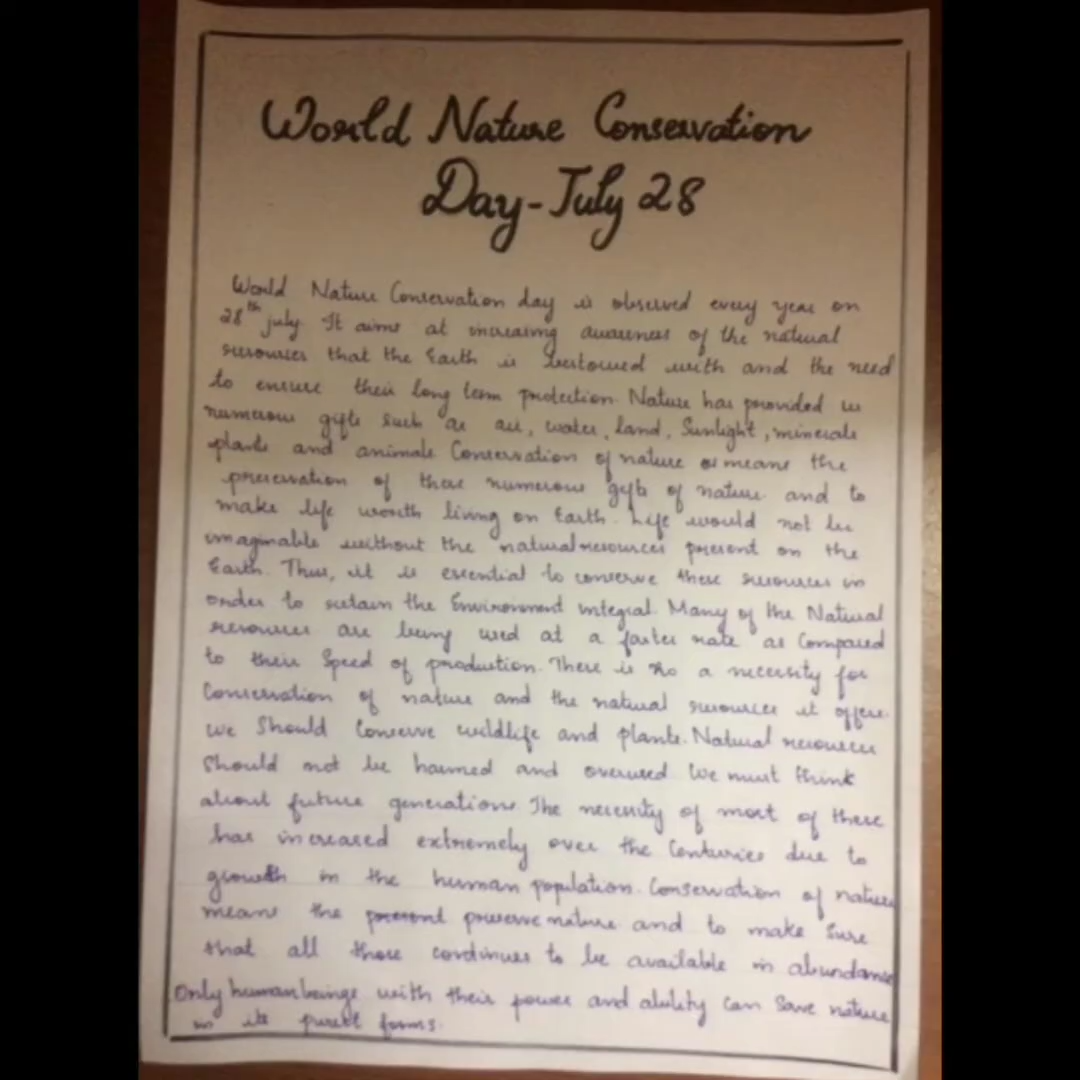 World Nature Conservation
Day - July 28
World Nature Conservation day is observed every year on
28th july. It aims at increasing awareness of the natural
resources that the Earth is bestowed with and the need
to ensure their long term protection. Nature has provided us
numerous gifts such as air, water, land, Sunlight, minerals
plants and animals. Conservation of nature means the
preservation of these numerous gifts of nature and to
make life worth living on Earth. Life would not be
imaginable without the natural resources present on the
Earth. Thus, it is essential to conserve these resources in
order to sustain the Environment integral. Many of the Natural
resources are being used at a faster rate as Compared
to their Speed of production. There is a necessity for
Conservation of nature and the natural resources it offers.
we Should Conserve wildlife and plants. Natural resources
Should not be harmed and overused. We must think
about future generations. The necessity of most of these
has increased extremely over the Centuries due to
growth in the human population. Conservation of nature
means the preserve nature and to make Sure
that all those continues to be available in abundance
Only human beings with their power and ability can Save nature
in its purest forms.